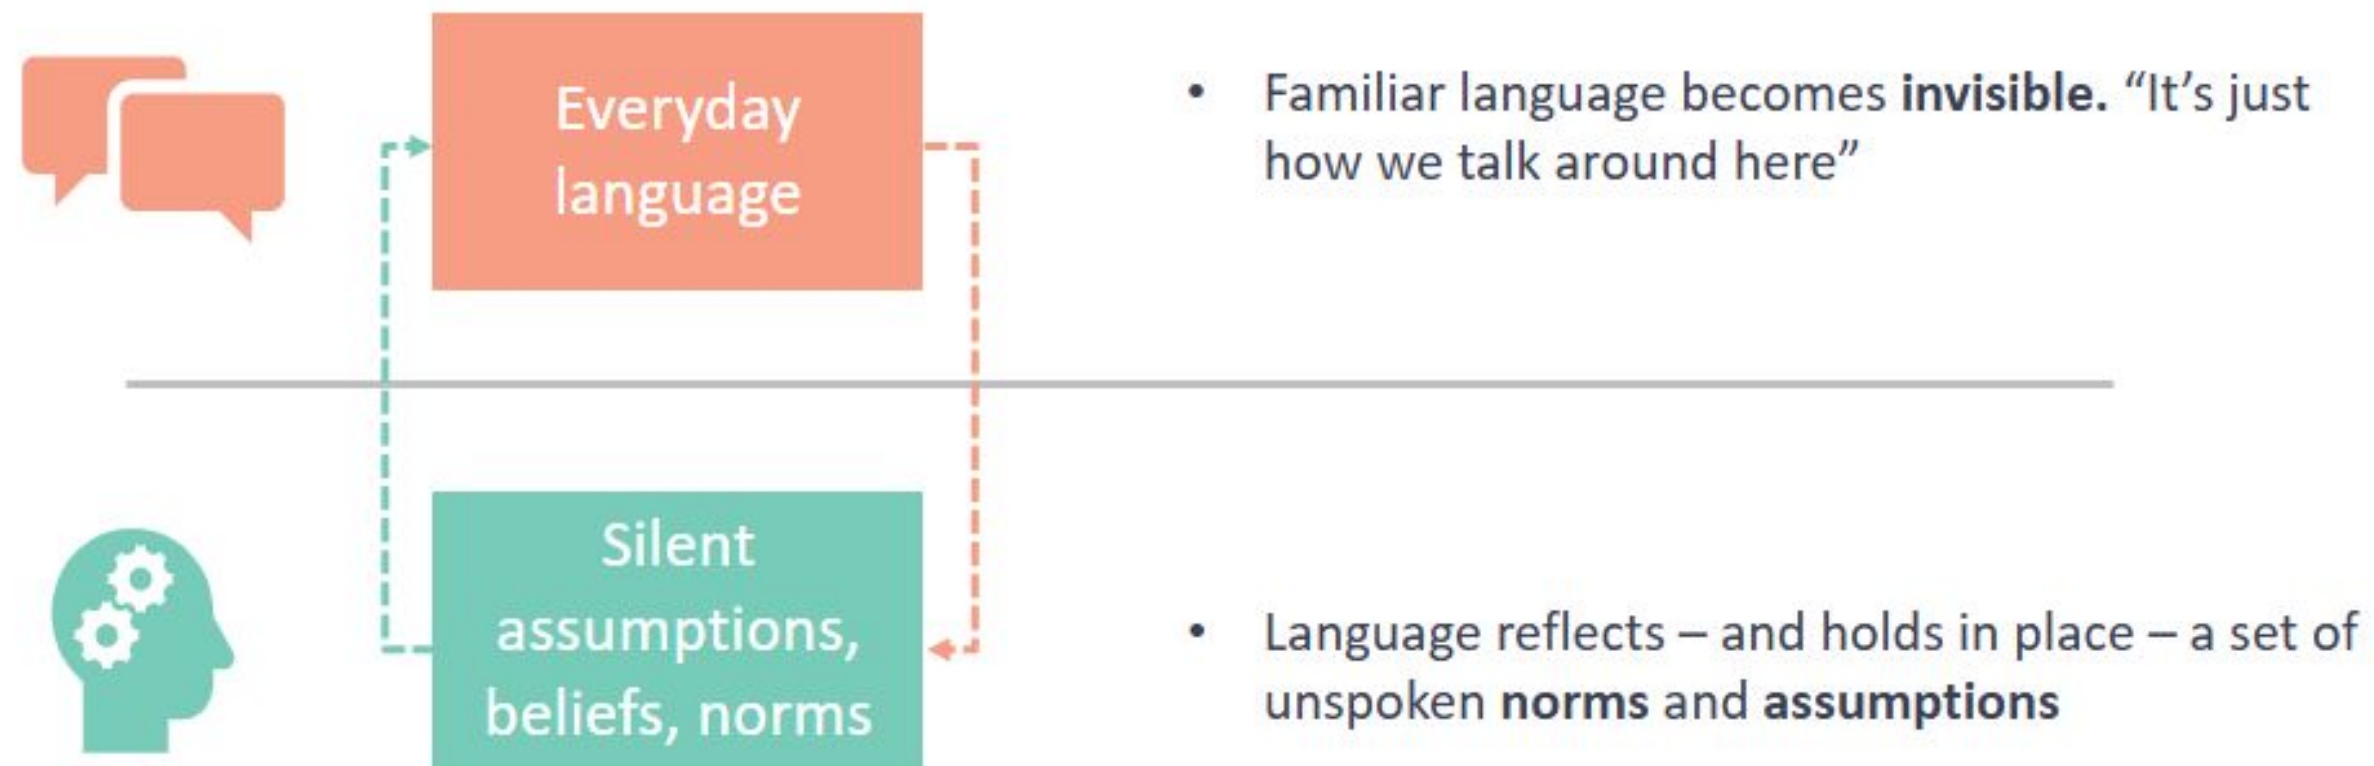 Everyday
language
• Familiar language becomes invisible. “It’s just
how we talk around here”
Silent
assumptions,
beliefs, norms
• Language reflects – and holds in place – a set of
unspoken norms and assumptions